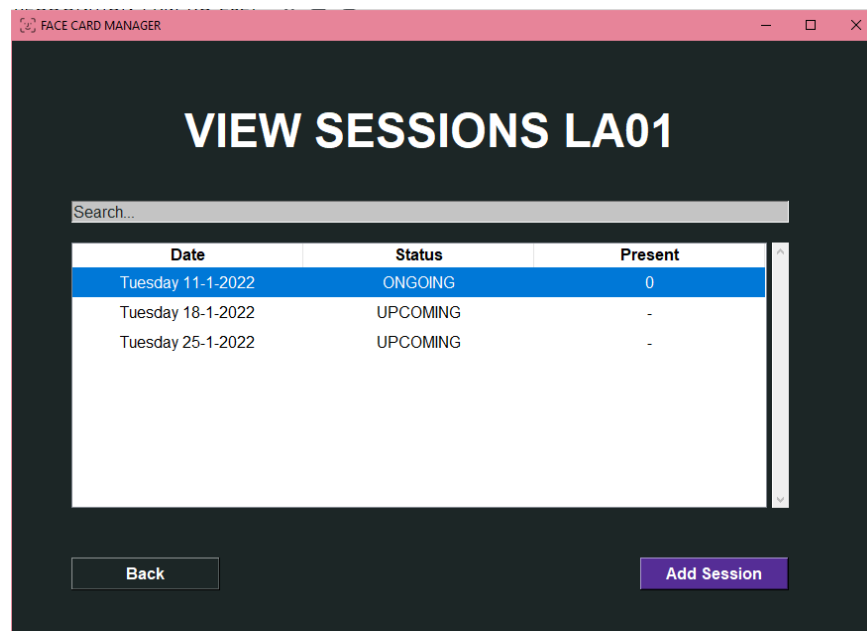 FACE CARD MANAGER
VIEW SESSIONS LA01
Search...
Date Status Present
Tuesday 11-1-2022 ONGOING 0
Tuesday 18-1-2022 UPCOMING -
Tuesday 25-1-2022 UPCOMING -
Back Add Session